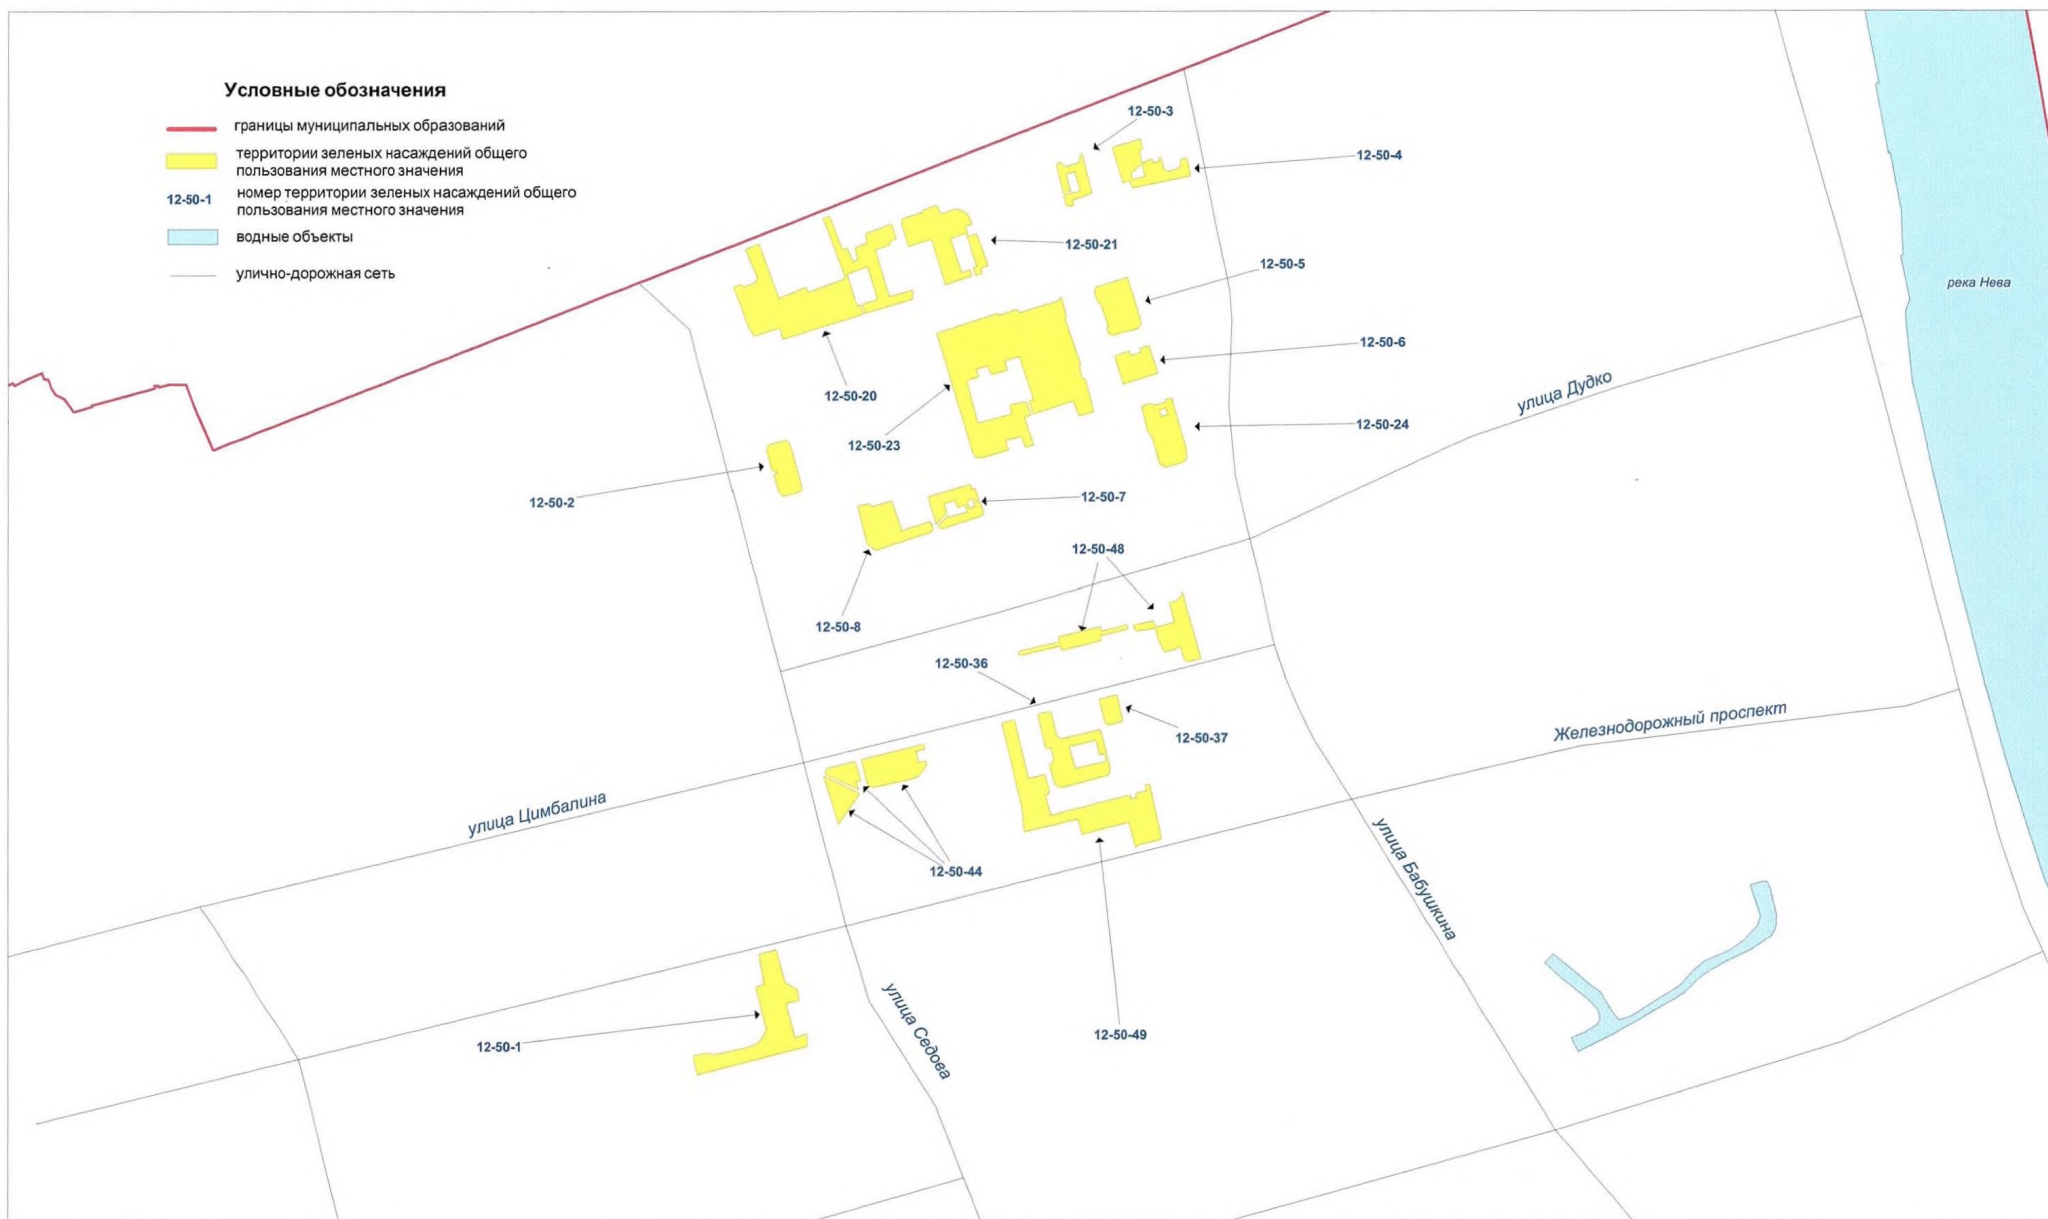 Условные обозначения
границы муниципальных образований
территории зеленых насаждений общего
пользования местного значения
12-50-1
номер территории зеленых насаждений общего
пользования местного значения
водные объекты
улично-дорожная сеть
12-50-3
12-50-4
12-50-21
12-50-5
река Нева
12-50-6
12-50-20
улица Дудко
12-50-24
12-50-23
12-50-2
12-50-7
12-50-48
12-50-8
12-50-36
12-50-37
Железнодорожный проспект
улица Цимбалина
12-50-44
улица Бабушкина
улица Седова
12-50-49
12-50-1